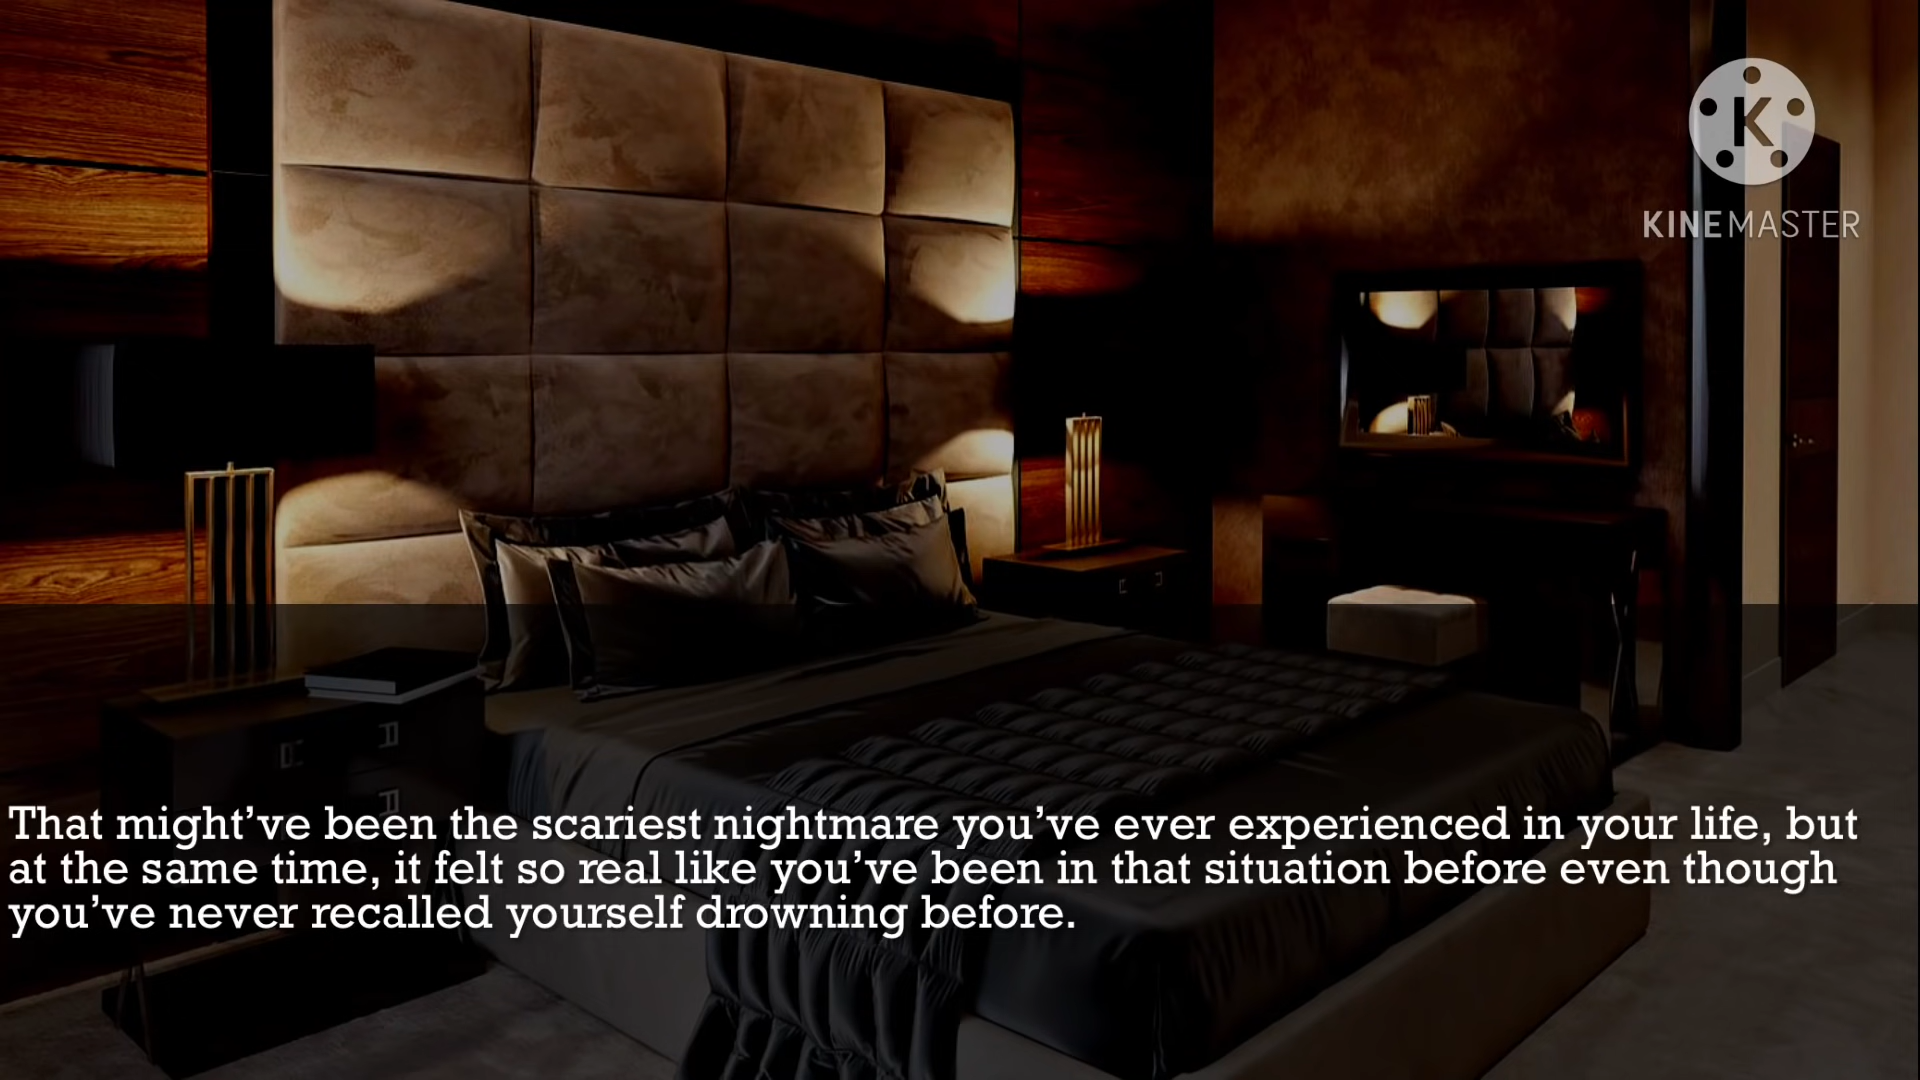 K
KINEMASTER
That might’ve been the scariest nightmare you’ve ever experienced in your life, but
at the same time, it felt so real like you’ve been in that situation before even though
you’ve never recalled yourself drowning before.